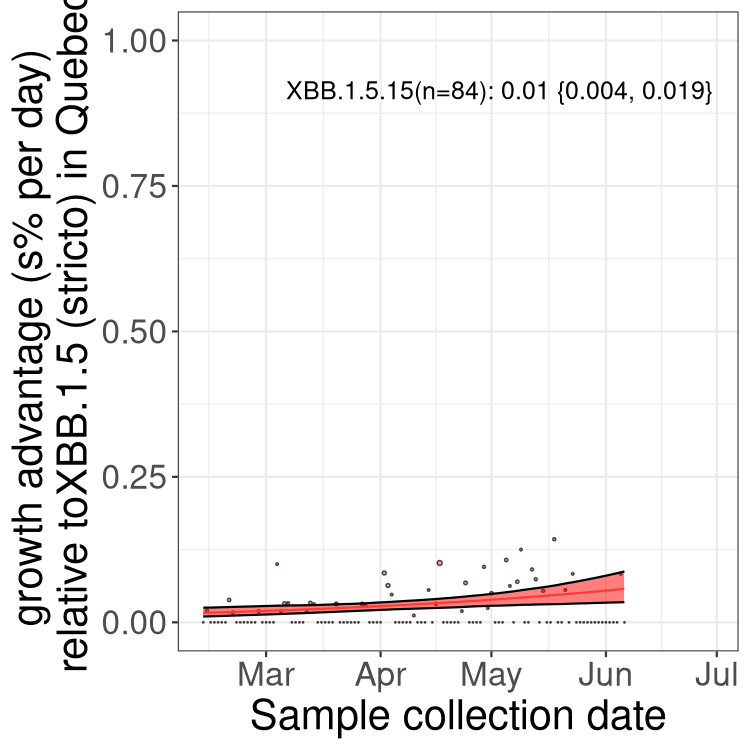 growth advantage (s% per day)
relative toXBB.1.5 (stricto) in Quebec
1.00
0.75
0.50
0.25
0.00
XBB.1.5.15(n=84): 0.01 {0.004, 0.019}
Mar Apr May Jun Jul
Sample collection date